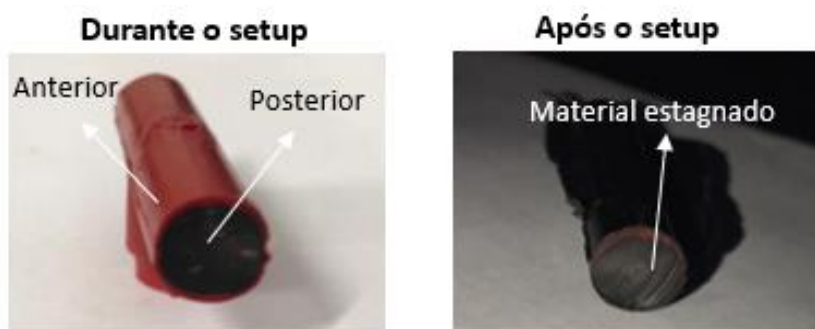 Durante o setup
Anterior
Posterior
Após o setup
Material estagnado